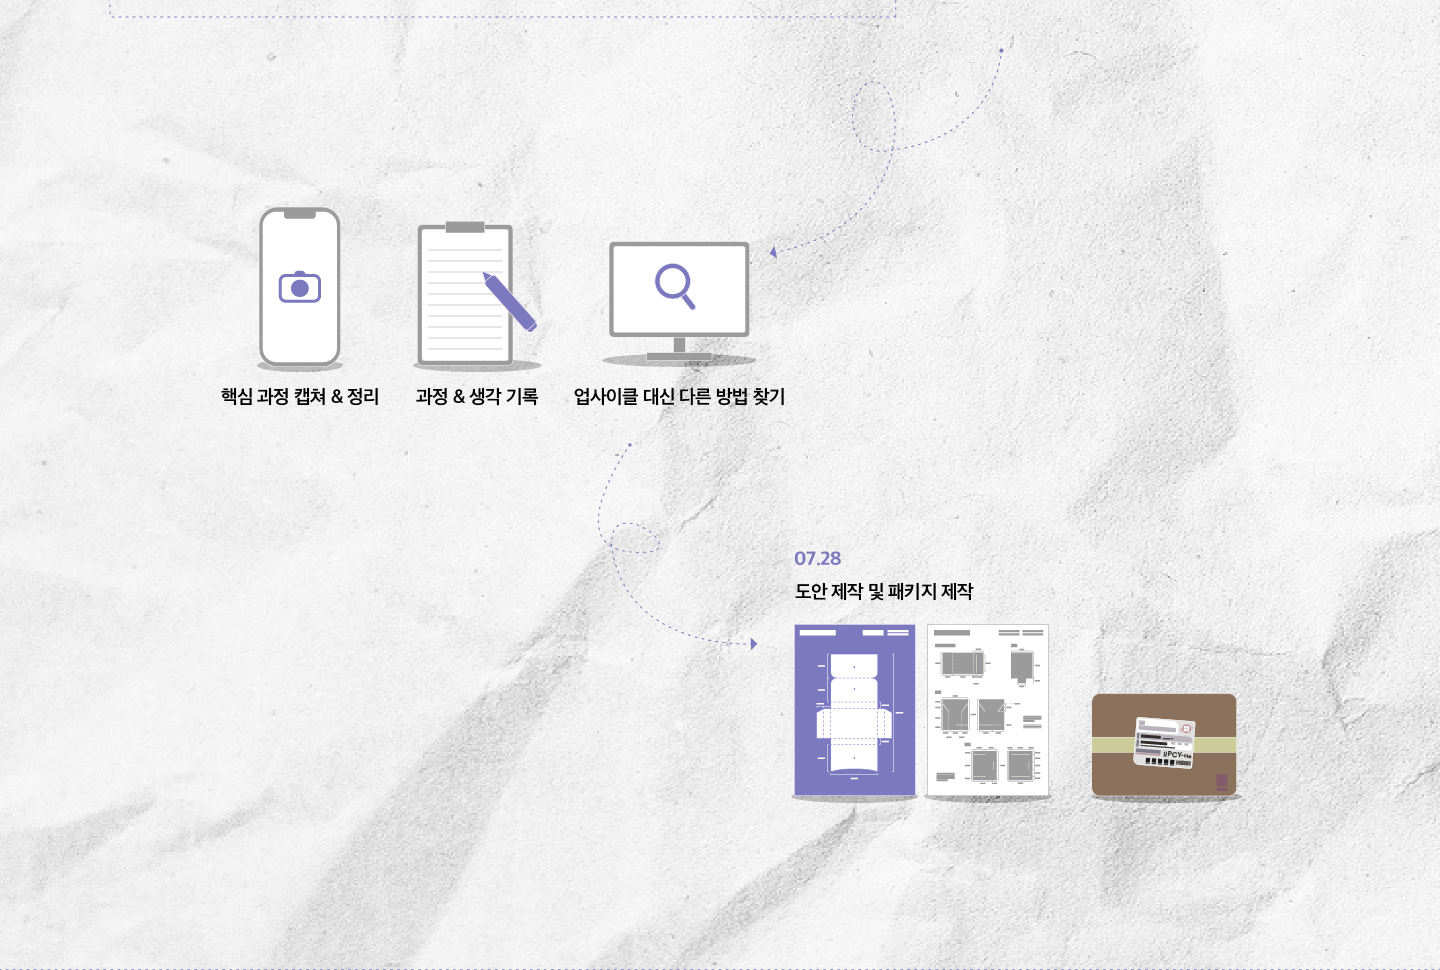 핵심 과정 캡쳐 & 정리
과정 & 생각 기록
업사이클 대신 다른 방법 찾기
07.28
도안 제작 및 패키지 제작